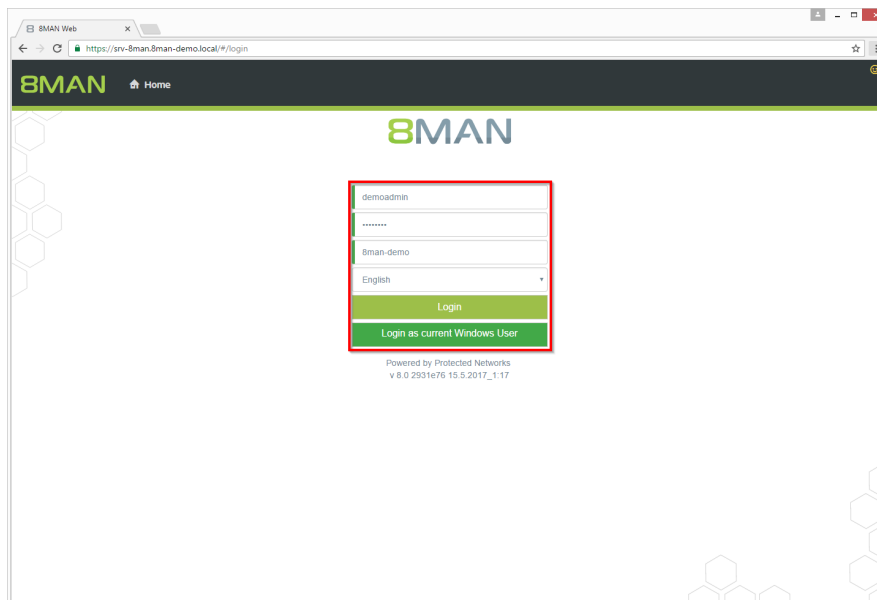 8MAN Web
https://srv-8man.8man-demo.local/#/login
8MAN
Home
8MAN
demoadmin
••••••••
8man-demo
English
Login
Login as current Windows User
Powered by Protected Networks
v 8.0 2931e76 15.5.2017_1:17